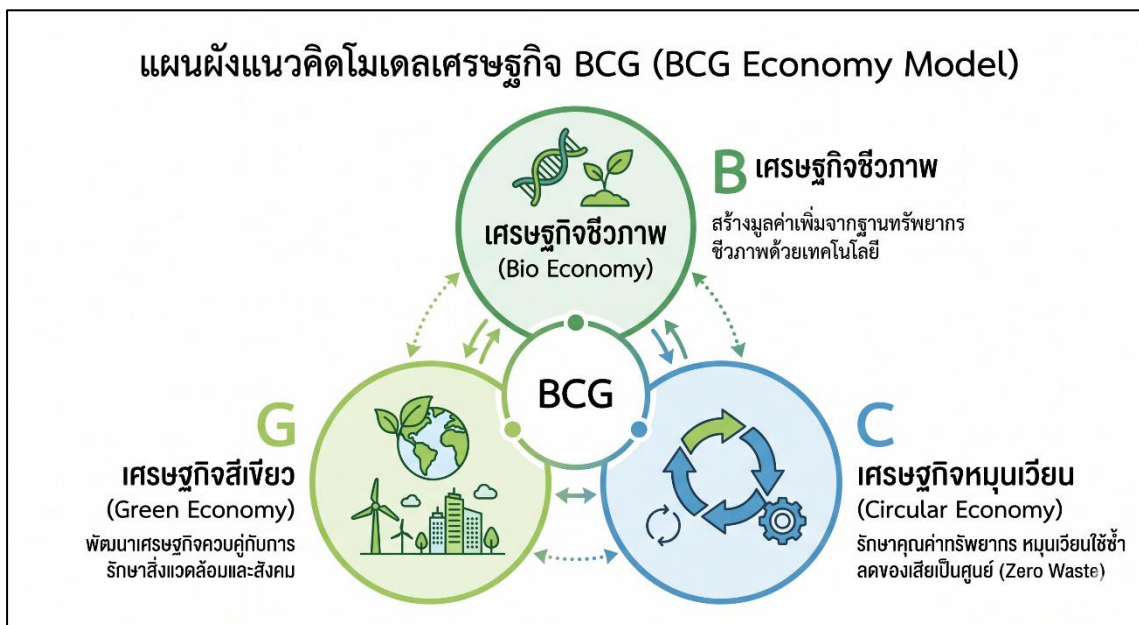 แผนผังแนวคิดโมเดลเศรษฐกิจ BCG (BCG Economy Model)
เศรษฐกิจชีวภาพ
(Bio Economy)
B เศรษฐกิจชีวภาพ
สร้างมูลค่าเพิ่มจากฐานทรัพยากร
ชีวภาพด้วยเทคโนโลยี
BCG
G
เศรษฐกิจสีเขียว
(Green Economy)
พัฒนาเศรษฐกิจควบคู่กับการ
รักษาสิ่งแวดล้อมและสังคม
C
เศรษฐกิจหมุนเวียน
(Circular Economy)
รักษาคุณค่าทรัพยากร หมุนเวียนใช้ซ้ำ
ลดของเสียเป็นศูนย์ (Zero Waste)